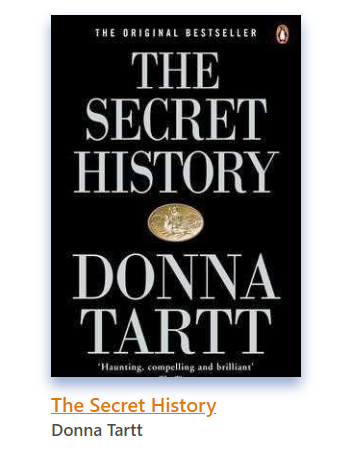 THE ORIGINAL BESTSELLER
THE
SECRET
HISTORY
DONNA
TARTT
'Haunting, compelling and brilliant'
The Secret History
Donna Tartt